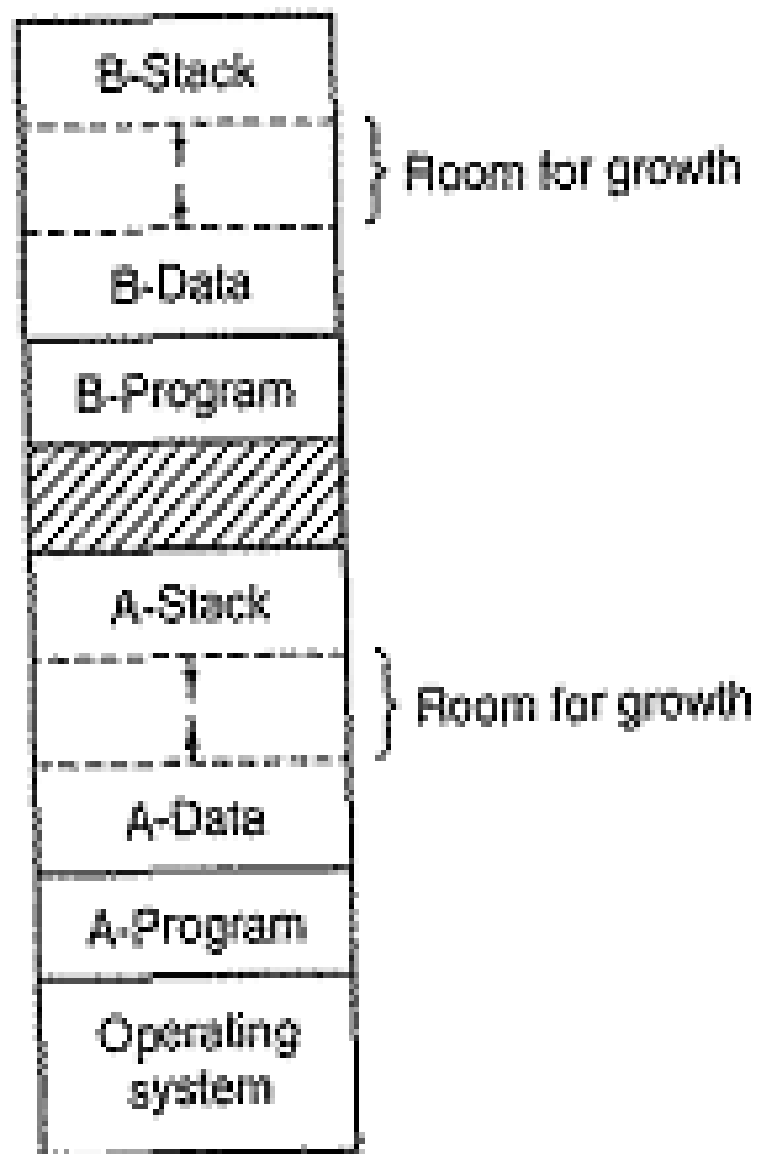 B-Stack
Room for growth
B-Data
B-Program
A-Stack
Room for growth
A-Data
A-Program
Operating
system